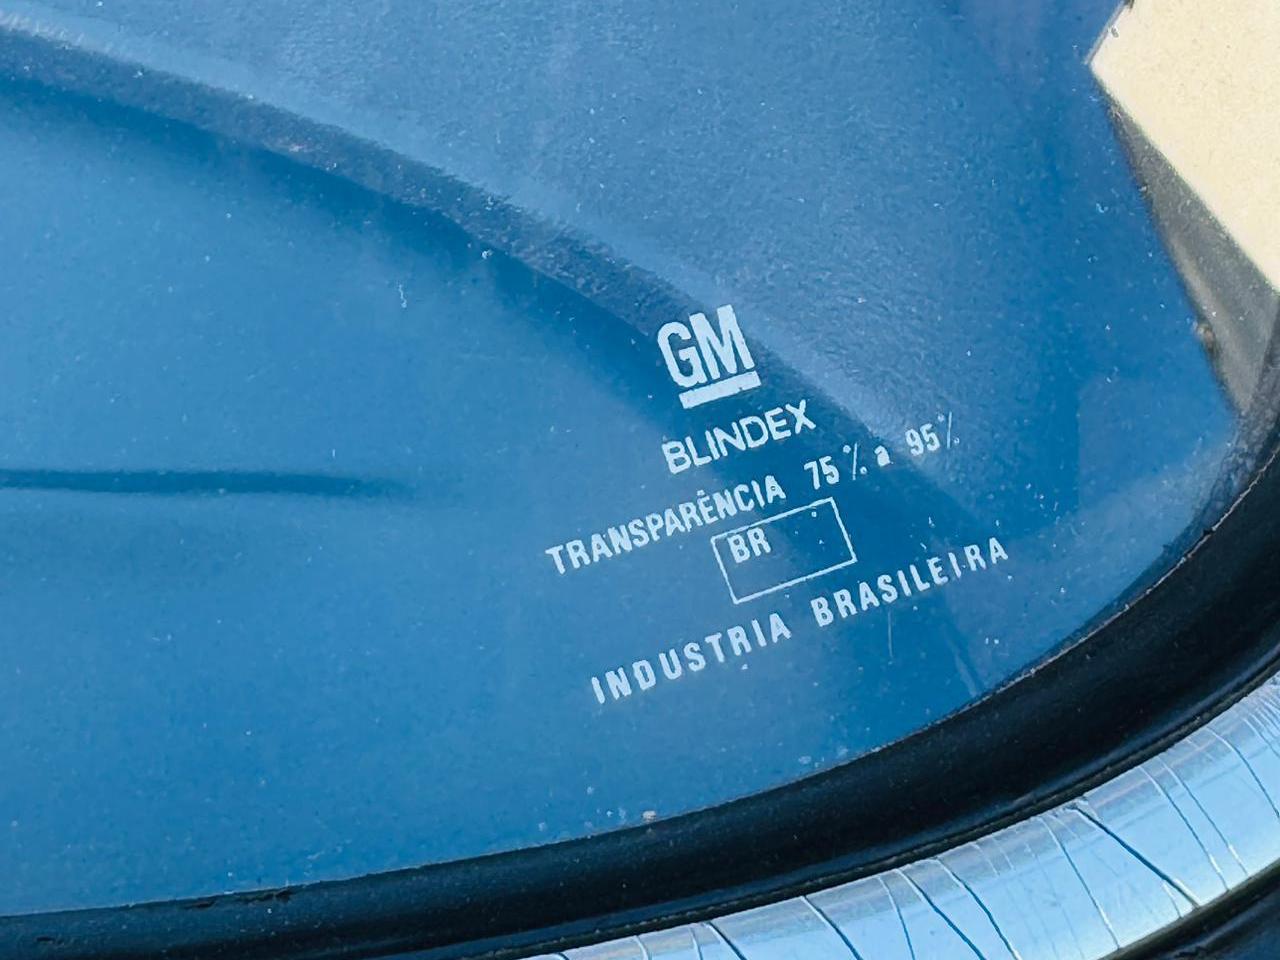 GM
BLINDEX
TRANSPARÊNCIA 75% a 95%
BR
INDUSTRIA BRASILEIRA